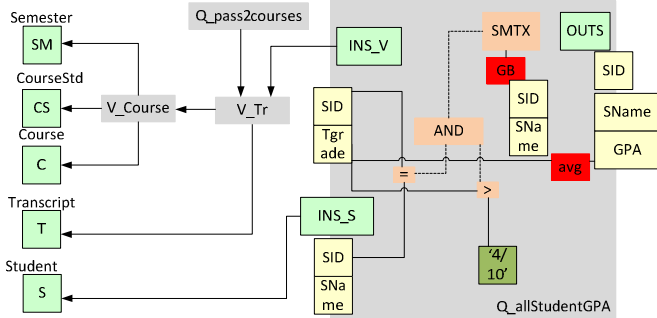 Semester
SM
CourseStd
CS
Course
C
Transcript
T
Student
S
Q_pass2courses
V_Course
V_Tr
INS_V
SID
Tgr
ade
INS_S
SID
SNa
me
SMTX
GB
SID
SNa
me
AND
=
>
'4/
10'
avg
OUTS
SID
SName
GPA
Q_allStudentGPA